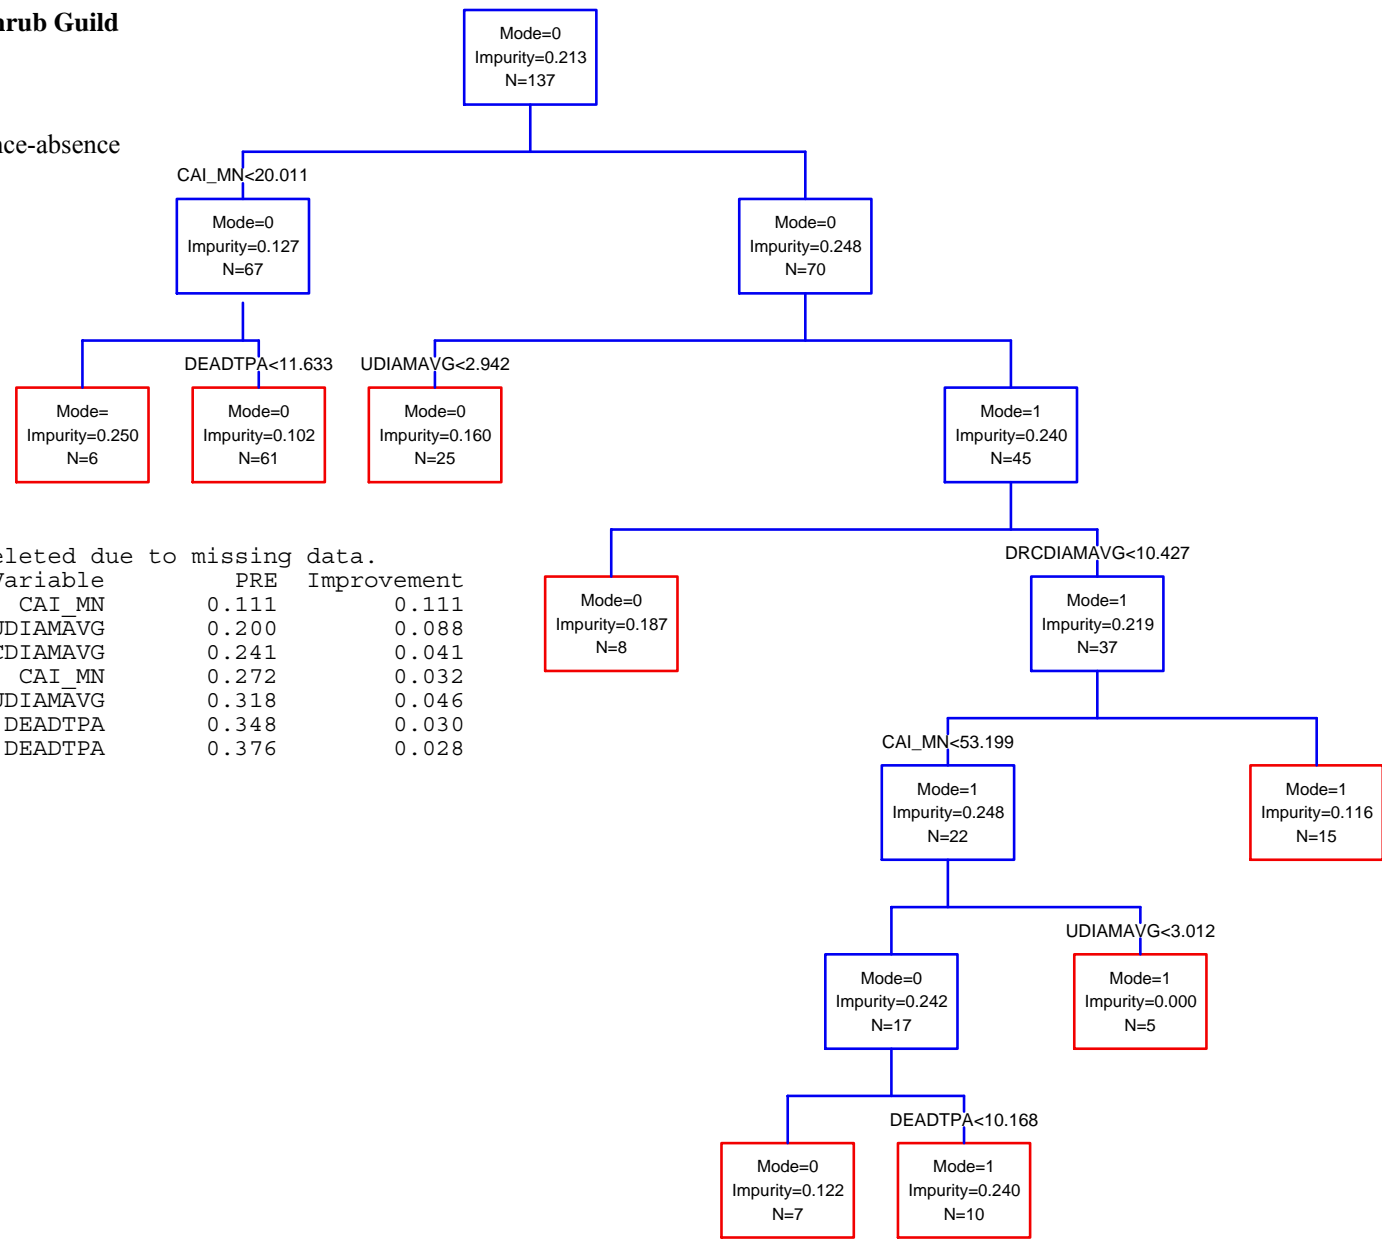 Guild
Mode=0
Impurity=0.213
N=137
CAI_MN<20.011
Mode=0
Impurity=0.127
N=67
Mode=0
Impurity=0.248
N=70
DEADTPA<11.633
UDIAMAVG<2.942
Mode=
Impurity=0.250
N=6
Mode=0
Impurity=0.102
N=61
Mode=0
Impurity=0.160
N=25
Mode=1
Impurity=0.240
N=45
due to missing data.
Variable PRE Improvement
CAI_MN 0.111 0.111
UDIAMAVG 0.200 0.088
CDIAMAVG 0.241 0.041
CAI_MN 0.272 0.032
UDIAMAVG 0.318 0.046
DEADTPA 0.348 0.030
DEADTPA 0.376 0.028
DRCDIAMAVG<10.427
Mode=0
Impurity=0.187
N=8
Mode=1
Impurity=0.219
N=37
CAI_MN<53.199
Mode=1
Impurity=0.248
N=22
Mode=1
Impurity=0.116
N=15
UDIAMAVG<3.012
Mode=0
Impurity=0.242
N=17
Mode=1
Impurity=0.000
N=5
DEADTPA<10.168
Mode=0
Impurity=0.122
N=7
Mode=1
Impurity=0.240
N=10